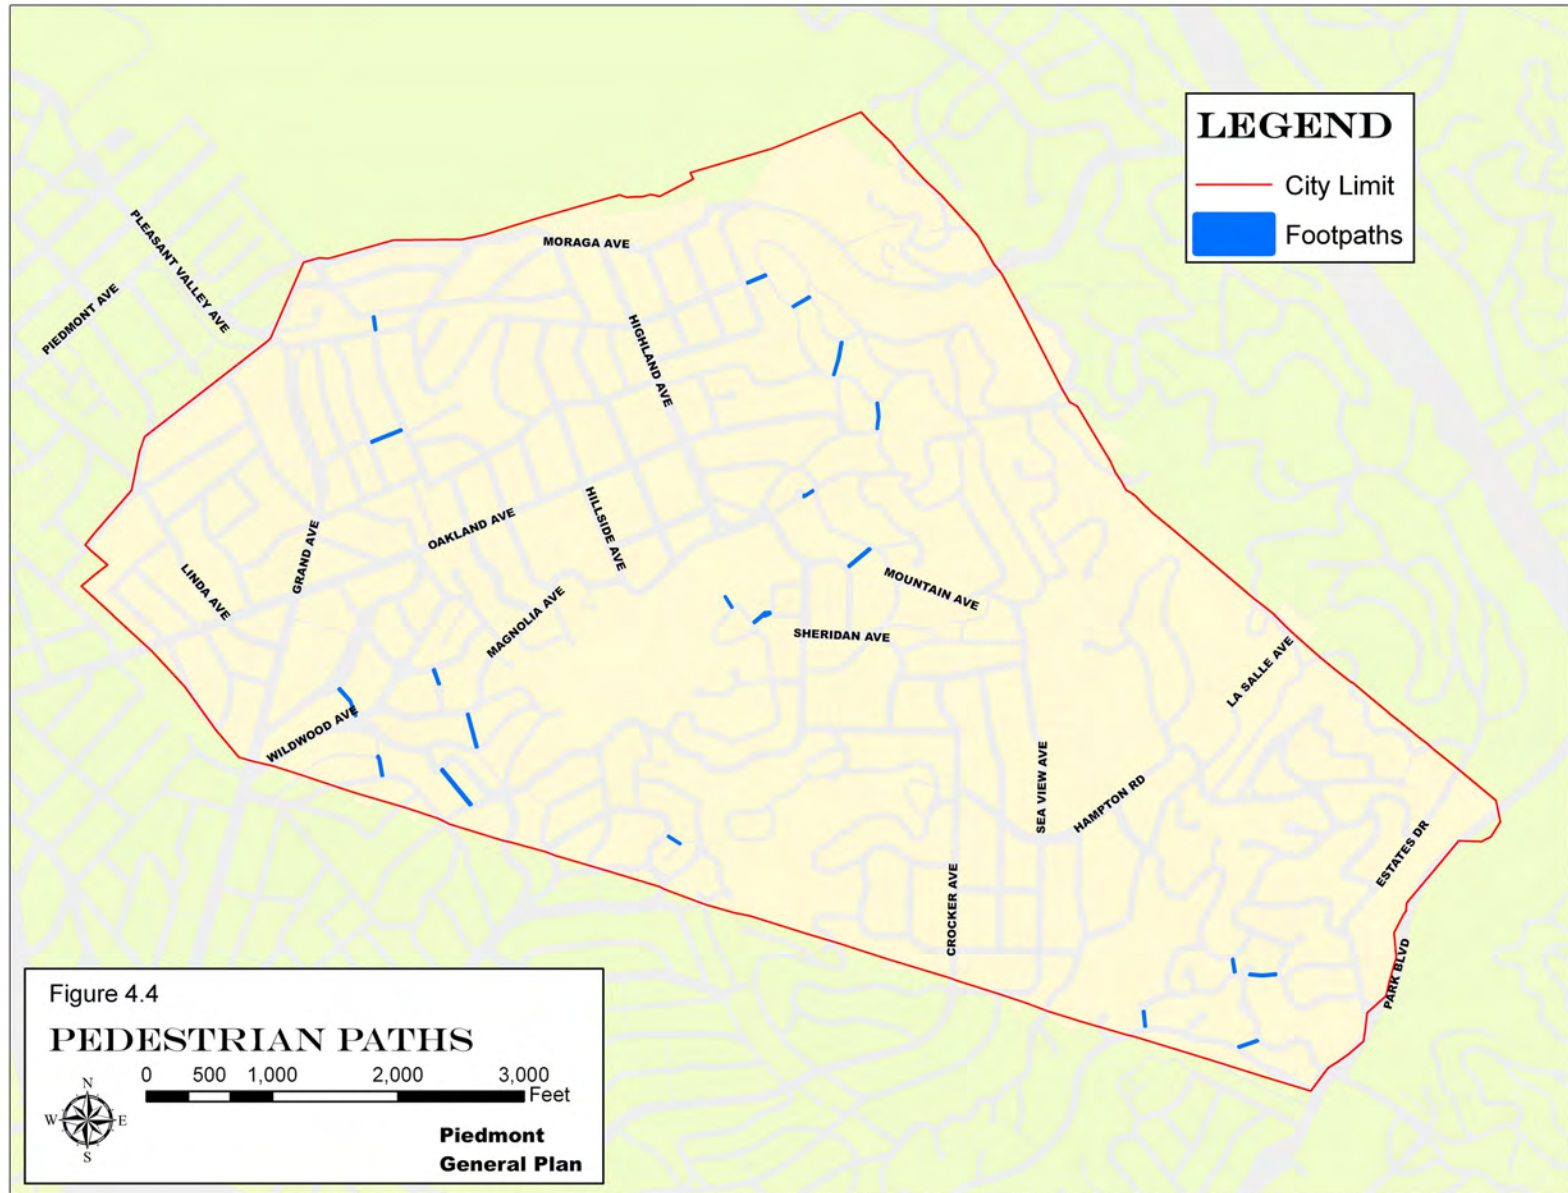 LEGEND
City Limit
Footpaths
MORAGA AVE
PLEASANT VALLEY AVE
PIEDMONT AVE
HIGHLAND AVE
OAKLAND AVE
HILLSIDE AVE
GRAND AVE
LINDA AVE
MAGNOLIA AVE
MOUNTAIN AVE
SHERIDAN AVE
LA SALLE AVE
WILDWOOD AVE
SEA VIEW AVE
HAMPTON RD
ESTATES DR
CROCKER AVE
PARK BLVD
Figure 4.4
PEDESTRIAN PATHS
0 500 1,000 2,000 3,000
Feet
N
W E
S
Piedmont
General Plan